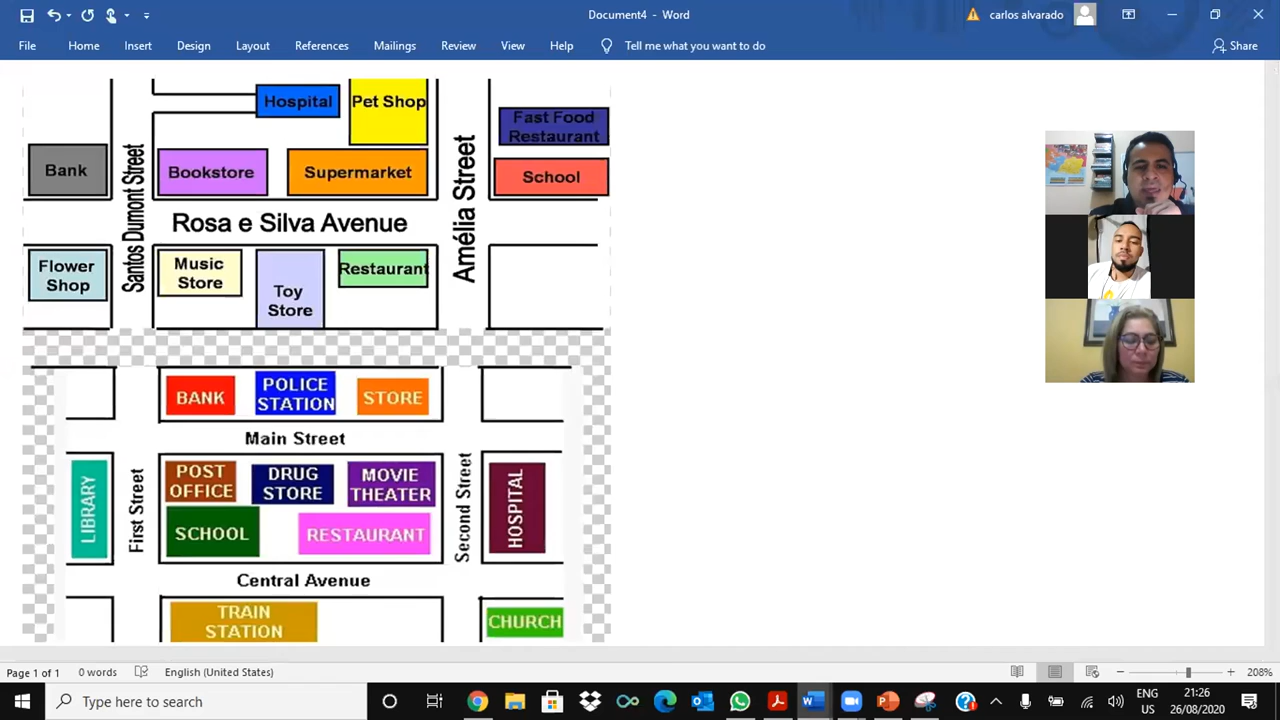 Document4 - Word
carlos alvarado
File Home Insert Design Layout References Mailings Review View Help Tell me what you want to do Share
Hospital
Pet Shop
Fast Food
Restaurant
Bank
Bookstore
Supermarket
School
Santos Dumont Street
Rosa e Silva Avenue
Amélia Street
Flower
Shop
Music
Store
Toy
Store
Restaurant
BANK
POLICE
STATION
STORE
Main Street
LIBRARY
First Street
POST
OFFICE
DRUG
STORE
MOVIE
THEATER
SCHOOL
RESTAURANT
Second Street
HOSPITAL
Central Avenue
TRAIN
STATION
CHURCH
Page 1 of 1 0 words English (United States) 208%
Type here to search
ENG
US
21:26
26/08/2020